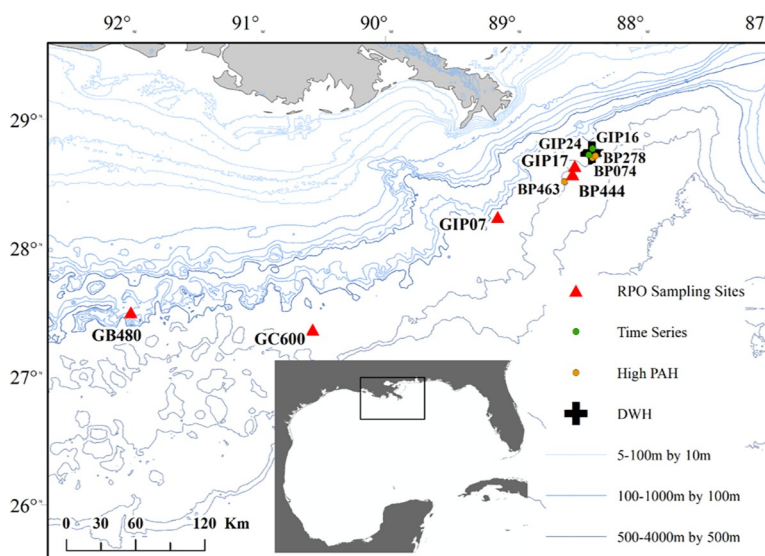 92° 91° 90° 89° 88° 87
29°
28°
27°
26°
GIP24 GIP16
GIP17 BP278
BP074
BP463 BP444
GIP07
GB480
GC600
RPO Sampling Sites
Time Series
High PAH
DWH
5-100m by 10m
100-1000m by 100m
500-4000m by 500m
0 30 60 120 Km